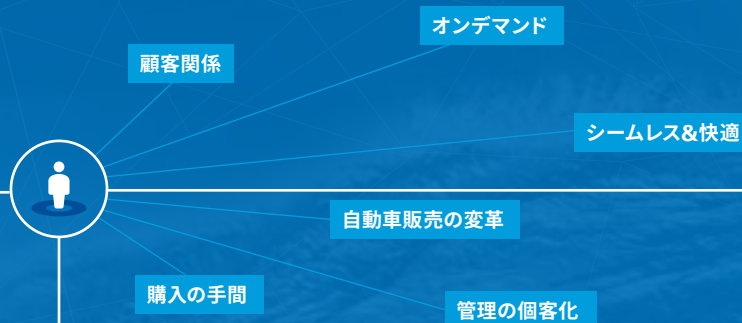 オンデマンド
顧客関係
シームレス&快適
自動車販売の変革
購入の手間
管理の個客化